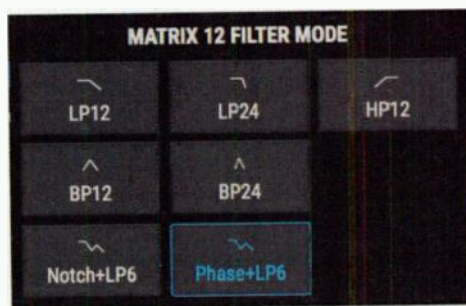 MATRIX 12 FILTER MODE
LP12 LP24 HP12
BP12 BP24
Notch+LP6 Phase+LP6